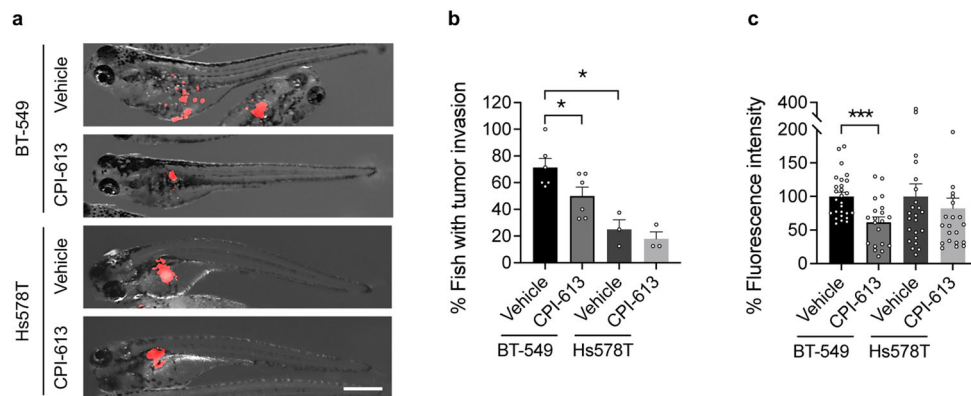 a
BT-549
Vehicle
CPI-613
Hs578T
Vehicle
CPI-613
b
% Fish with tumor invasion
120
100
80
60
40
20
0
*
*
Vehicle
CPI-613
Vehicle
CPI-613
BT-549
Hs578T
c
% Fluorescence intensity
400
200
150
100
50
0
***
Vehicle
CPI-613
Vehicle
CPI-613
BT-549
Hs578T